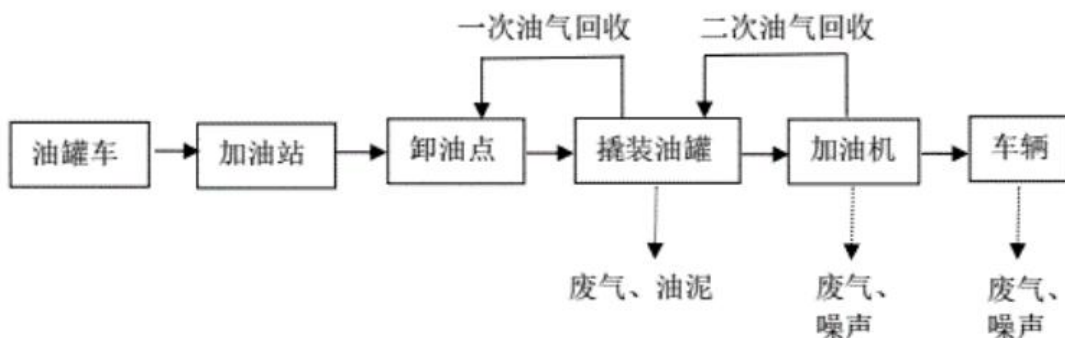 一次油气回收
二次油气回收
油罐车
加油站
卸油点
撬装油罐
加油机
车辆
废气、油泥
废气、
噪声
废气、
噪声